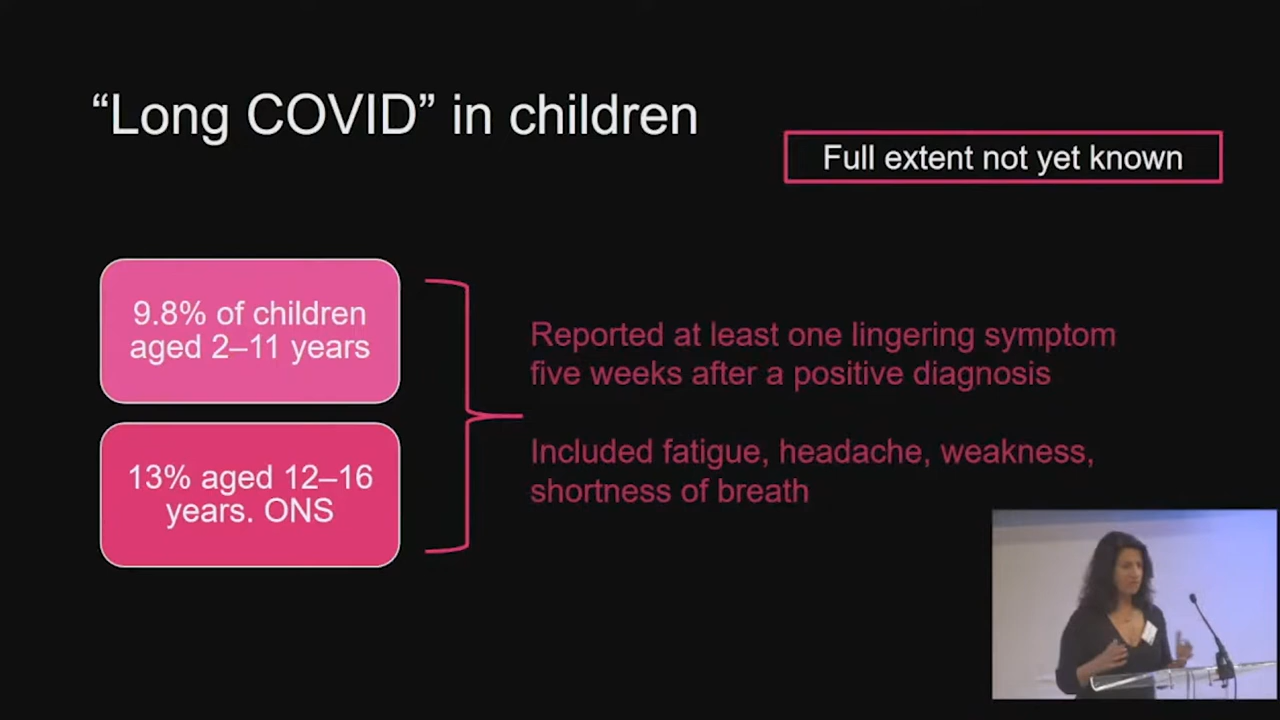 “Long COVID” in children
Full extent not yet known
9.8% of children
aged 2–11 years
13% aged 12–16
years. ONS
Reported at least one lingering symptom
five weeks after a positive diagnosis
Included fatigue, headache, weakness,
shortness of breath